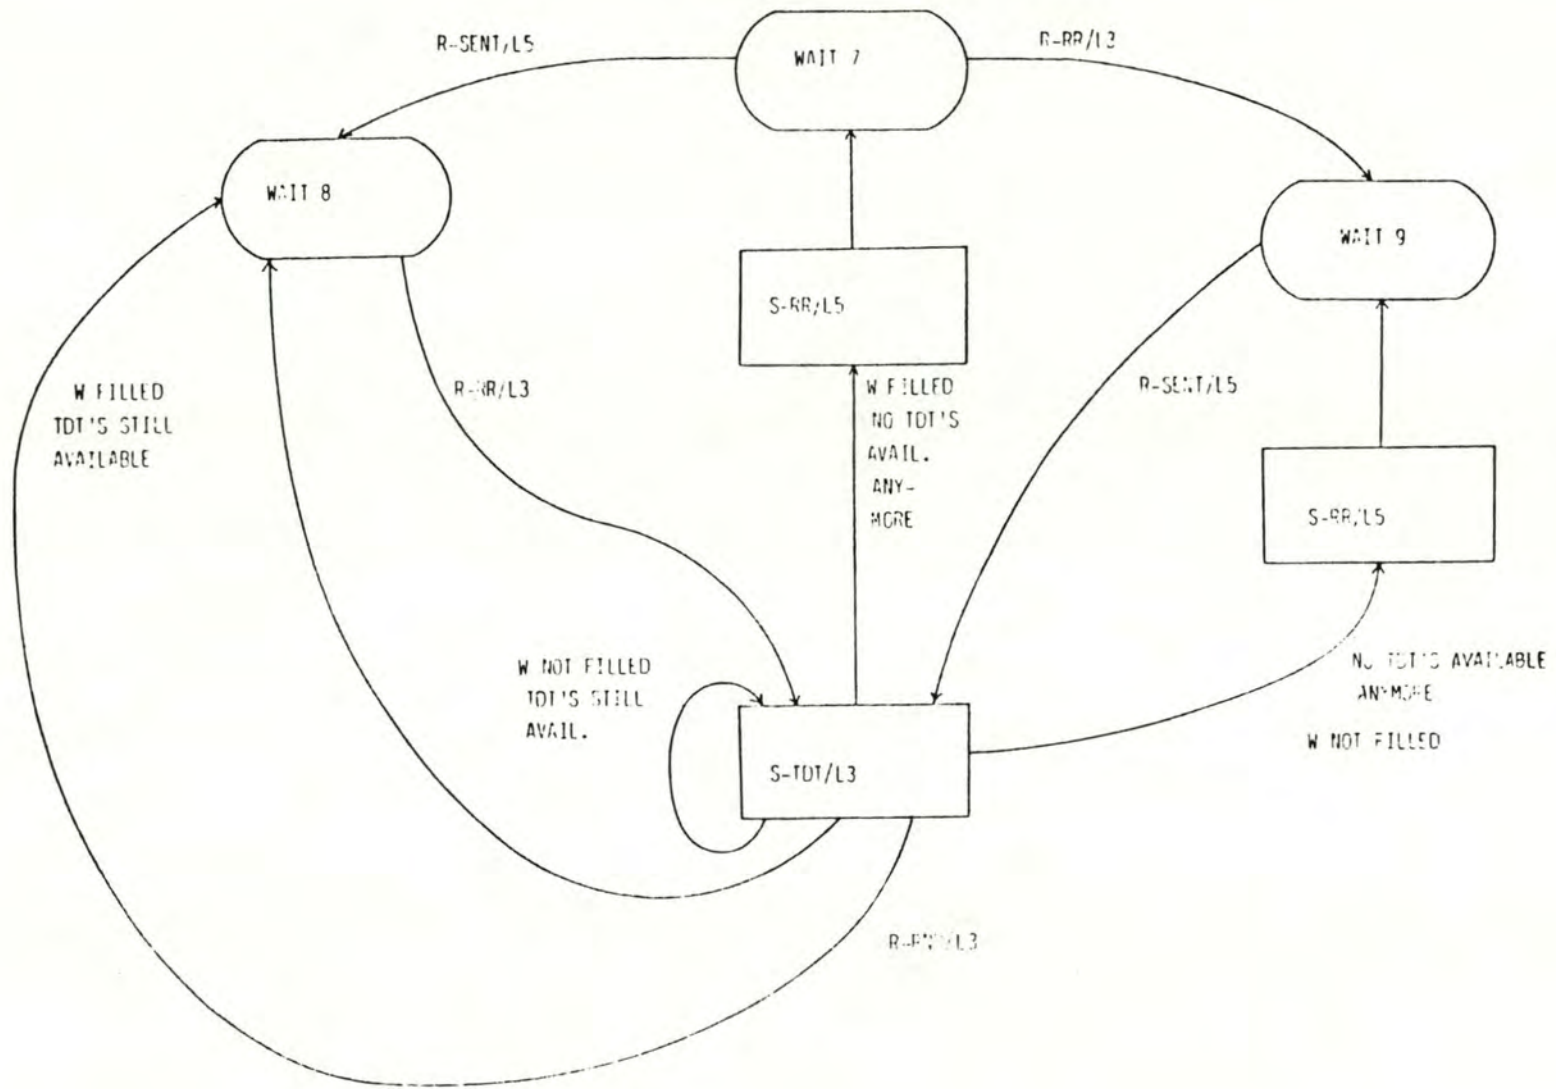 R-SENT/L5
WAIT 7
R-RR/L3
WAIT 8
WAIT 9
S-RR/L5
W FILLED
TDT'S STILL
AVAILABLE
R-RR/L3
W FILLED
NO TDT'S
AVAIL.
ANY-
MORE
R-SENT/L5
S-RR/L5
W NOT FILLED
TDT'S STILL
AVAIL.
NO TDT'S AVAILABLE
ANYMORE
W NOT FILLED
S-TDT/L3